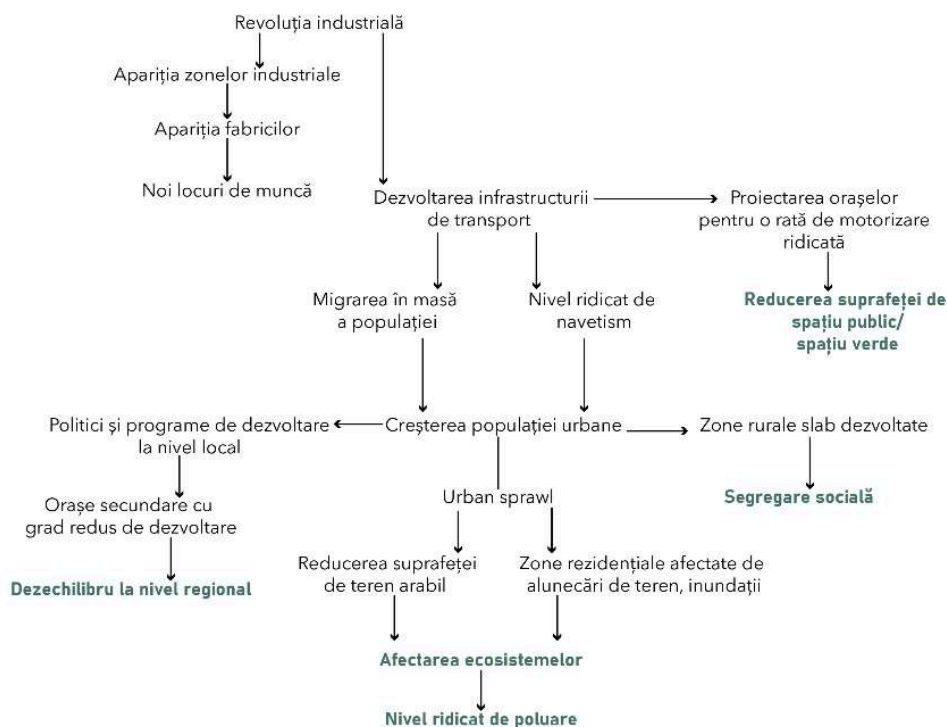 Revoluția industrială
Apariția zonelor industriale
Apariția fabricilor
Noi locuri de muncă
Dezvoltarea infrastructurii
de transport
Proiectarea orașelor
pentru o rată de motorizare
ridicată
Migrarea în masă
a populației
Nivel ridicat de
navetism
Reducerea suprafeței de
spațiu public/
spațiu verde
Politici și programe de dezvoltare
la nivel local
Creșterea populației urbane
Zone rurale slab dezvoltate
Orașe secundare cu
grad redus de dezvoltare
Urban sprawl
Segregare socială
Dezechilibru la nivel regional
Reducerea suprafeței
de teren arabil
Zone rezidențiale afectate de
alunecări de teren, inundații
Afectarea ecosistemelor
Nivel ridicat de poluare